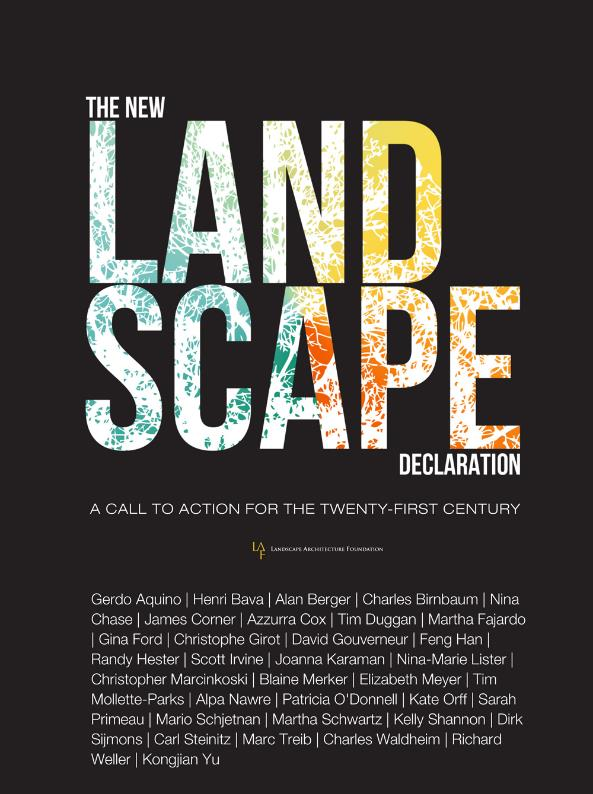 THE NEW
LAND
SCAPE
DECLARATION
A CALL TO ACTION FOR THE TWENTY-FIRST CENTURY
LAF LANDSCAPE ARCHITECTURE FOUNDATION
Gerdo Aquino | Henri Bava | Alan Berger | Charles Birnbaum | Nina
Chase | James Corner | Azzurra Cox | Tim Duggan | Martha Fajardo
| Gina Ford | Christophe Girot | David Gouverneur | Feng Han |
Randy Hester | Scott Irvine | Joanna Karaman | Nina-Marie Lister |
Christopher Marcinkoski | Blaine Merker | Elizabeth Meyer | Tim
Mollette-Parks | Alpa Nawre | Patricia O'Donnell | Kate Orff | Sarah
Primeau | Mario Schjetnan | Martha Schwartz | Kelly Shannon | Dirk
Sijmons | Carl Steinitz | Marc Treib | Charles Waldheim | Richard
Weller | Kongjian Yu